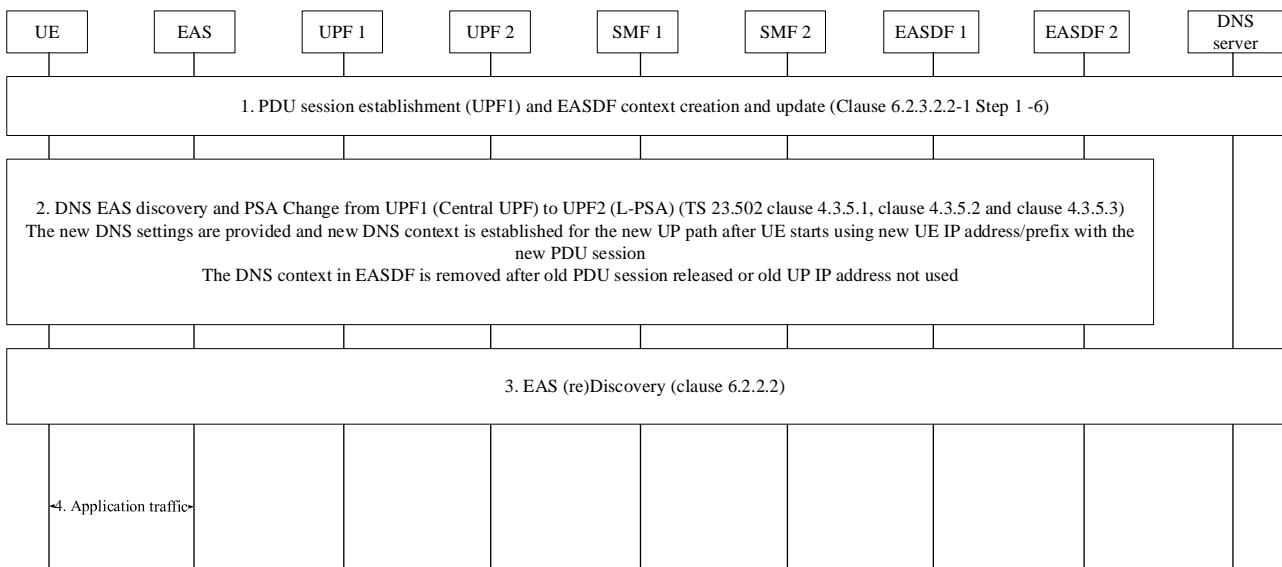 UE
EAS
UPF 1
UPF 2
SMF 1
SMF 2
EASDF 1
EASDF 2
DNS
server
1. PDU session establishment (UPF1) and EASDF context creation and update (Clause 6.2.3.2.2-1 Step 1 -6)
2. DNS EAS discovery and PSA Change from UPF1 (Central UPF) to UPF2 (L-PSA) (TS 23.502 clause 4.3.5.1, clause 4.3.5.2 and clause 4.3.5.3)
The new DNS settings are provided and new DNS context is established for the new UP path after UE starts using new UE IP address/prefix with the
new PDU session
The DNS context in EASDF is removed after old PDU session released or old UP IP address not used
3. EAS (re)Discovery (clause 6.2.2.2)
4. Application traffic